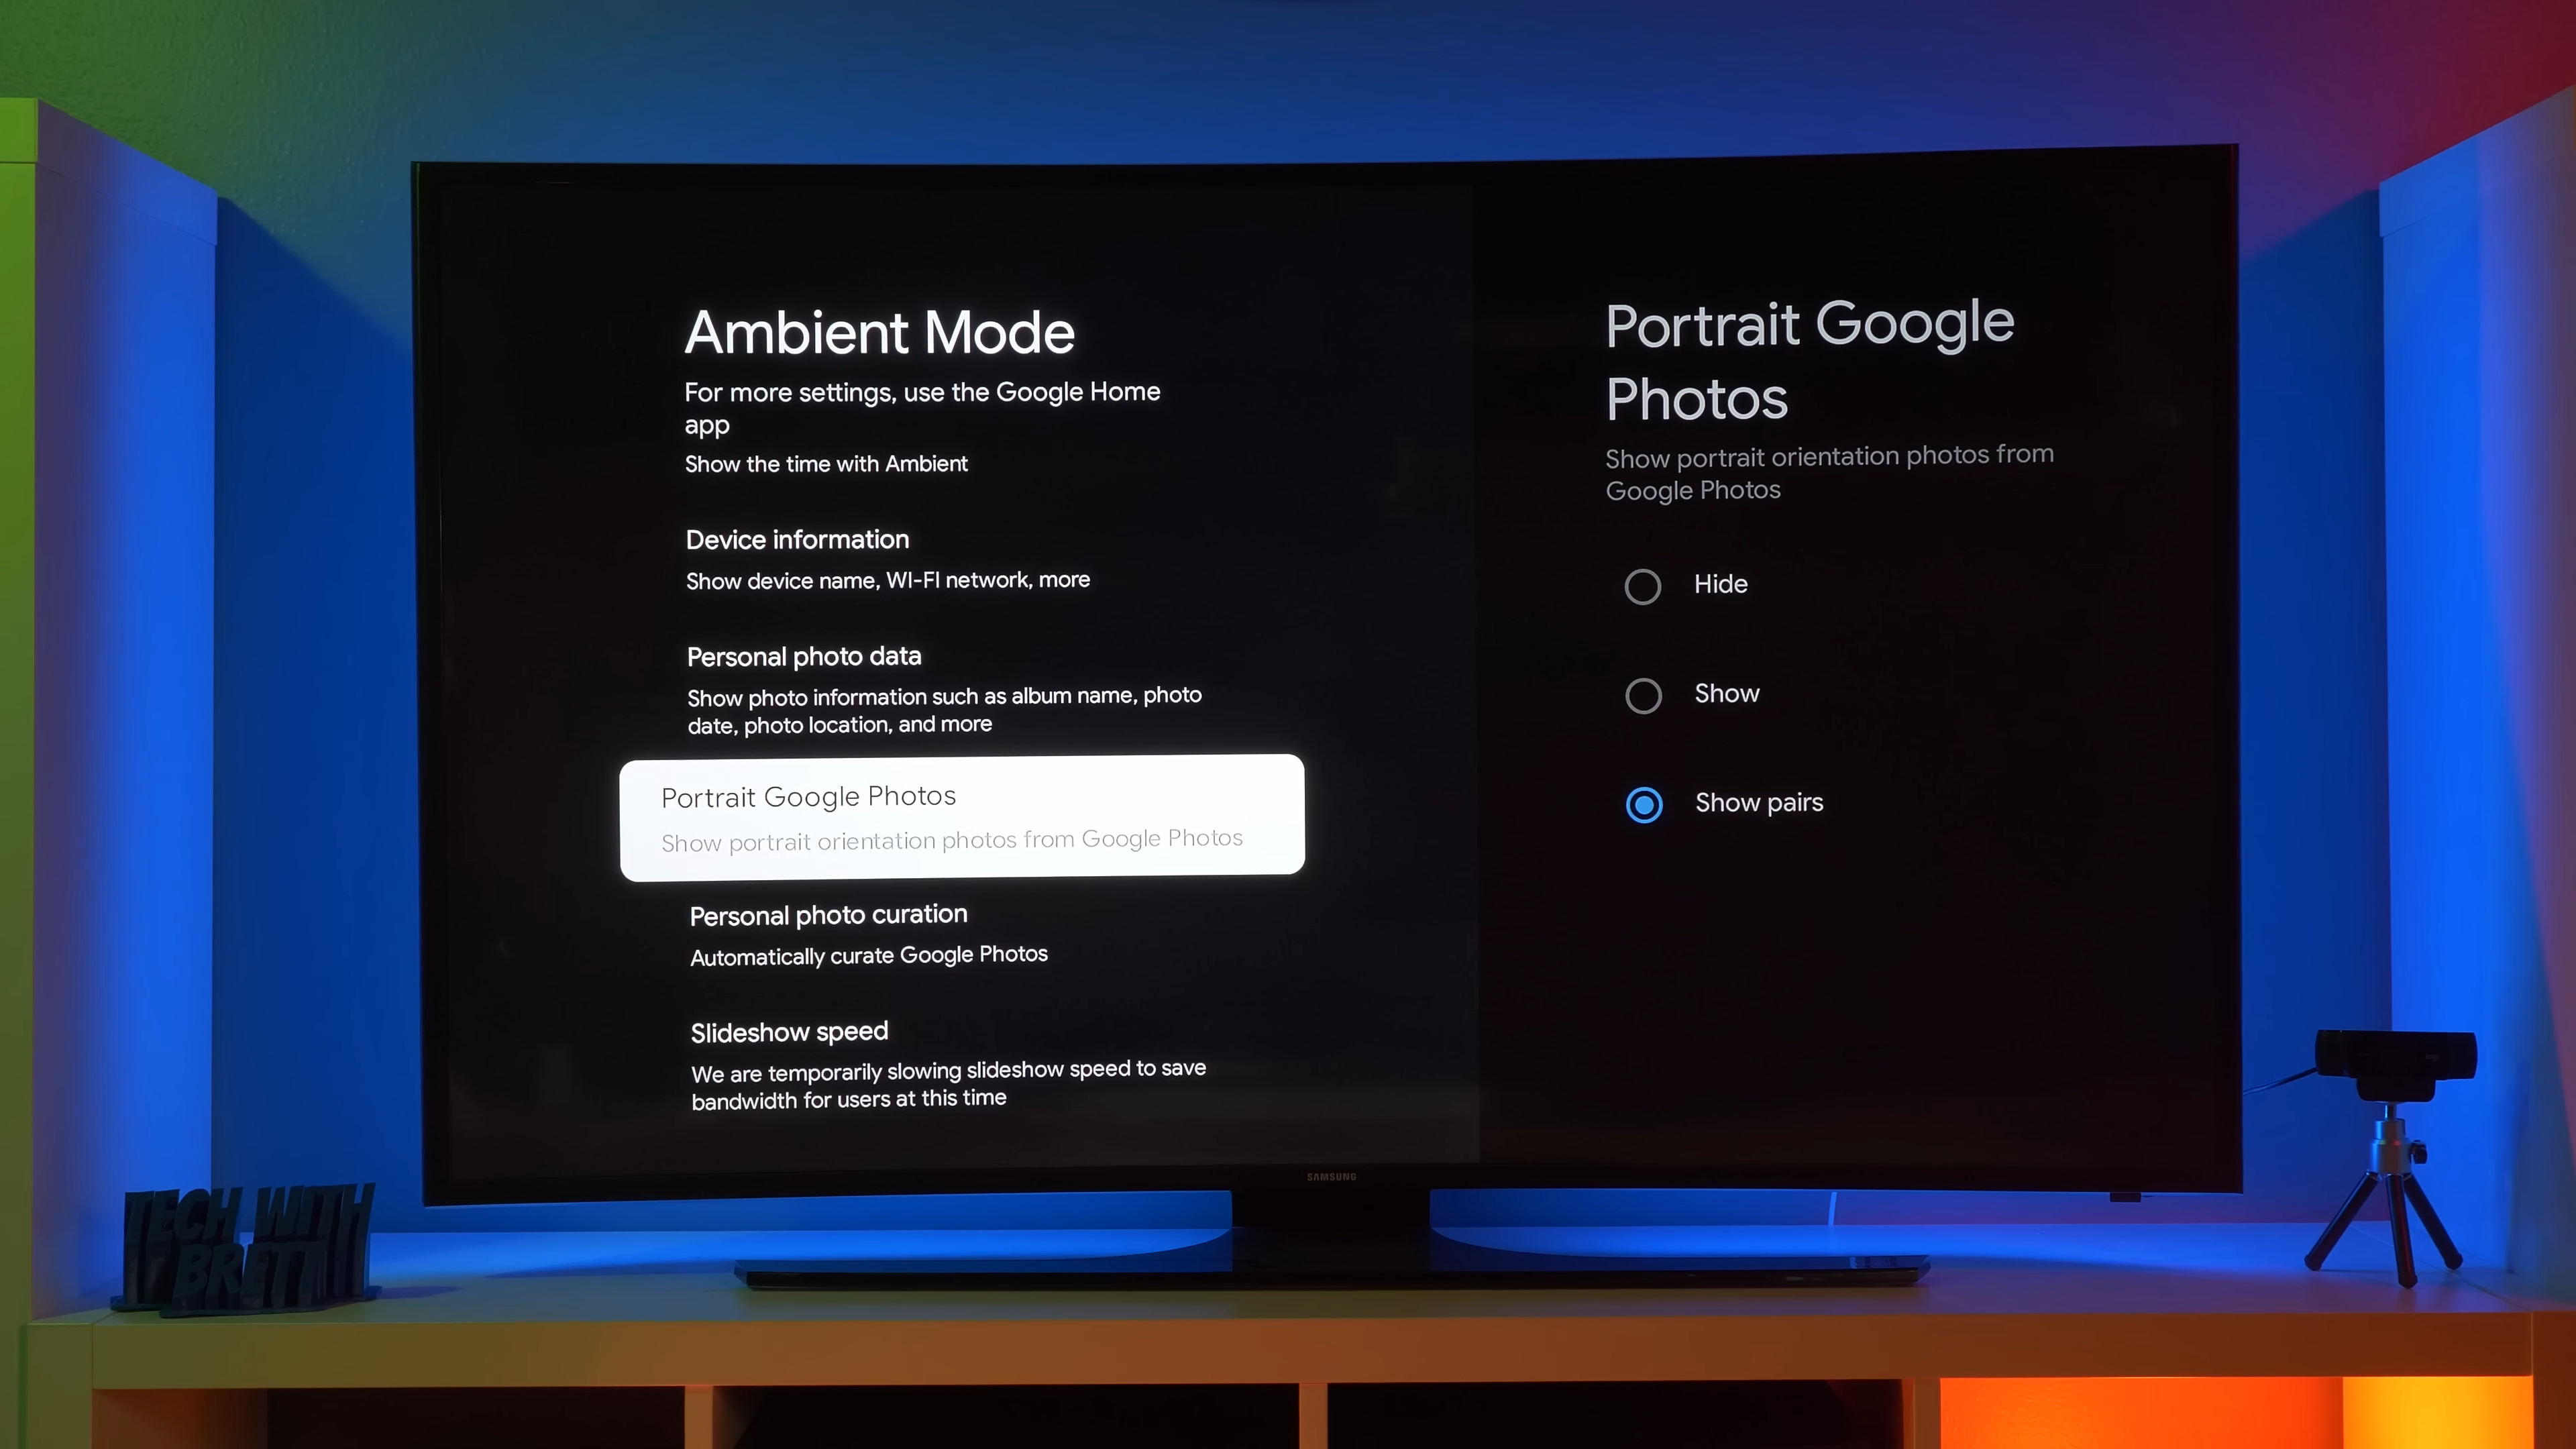 Ambient Mode
For more settings, use the Google Home
app
Show the time with Ambient
Device information
Show device name, WI-FI network, more
Personal photo data
Show photo information such as album name, photo
date, photo location, and more
Portrait Google Photos
Show portrait orientation photos from Google Photos
Personal photo curation
Automatically curate Google Photos
Slideshow speed
We are temporarily slowing slideshow speed to save
bandwidth for users at this time
Portrait Google
Photos
Show portrait orientation photos from
Google Photos
Hide
Show
Show pairs
SAMSUNG
TECH WITH
BRETT